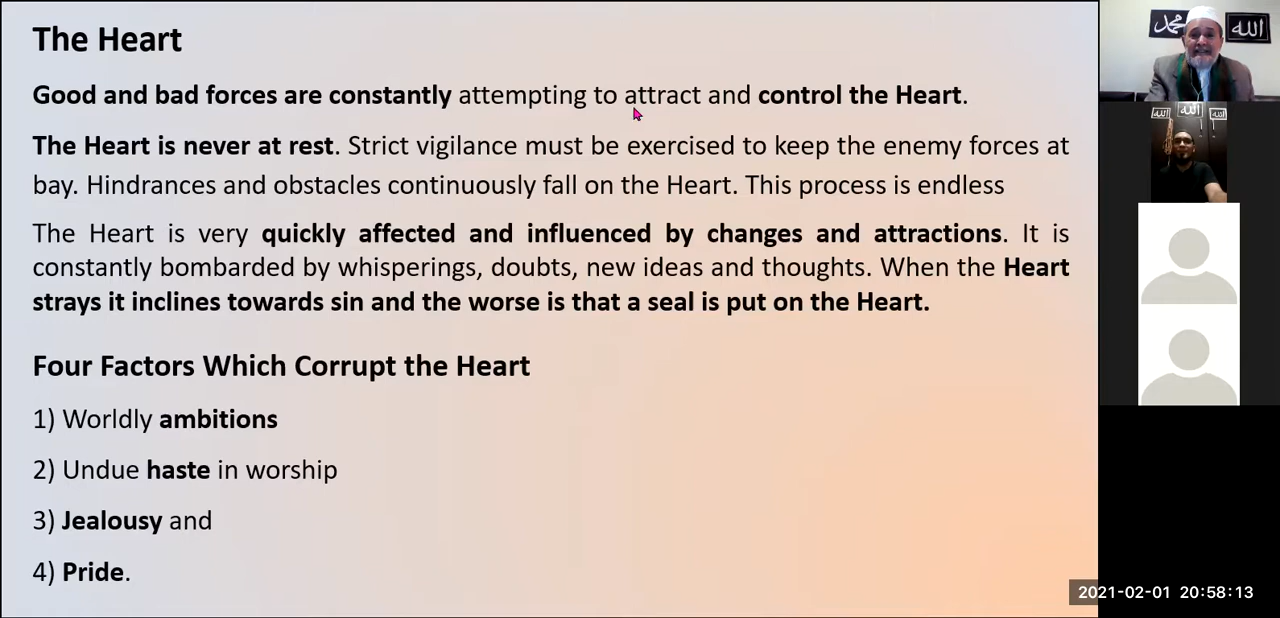 The Heart
Good and bad forces are constantly attempting to attract and control the Heart.
The Heart is never at rest. Strict vigilance must be exercised to keep the enemy forces at
bay. Hindrances and obstacles continuously fall on the Heart. This process is endless
The Heart is very quickly affected and influenced by changes and attractions. It is
constantly bombarded by whisperings, doubts, new ideas and thoughts. When the Heart
strays it inclines towards sin and the worse is that a seal is put on the Heart.
Four Factors Which Corrupt the Heart
1) Worldly ambitions
2) Undue haste in worship
3) Jealousy and
4) Pride.
محمد
الله
الله
2021-02-01 20:58:13